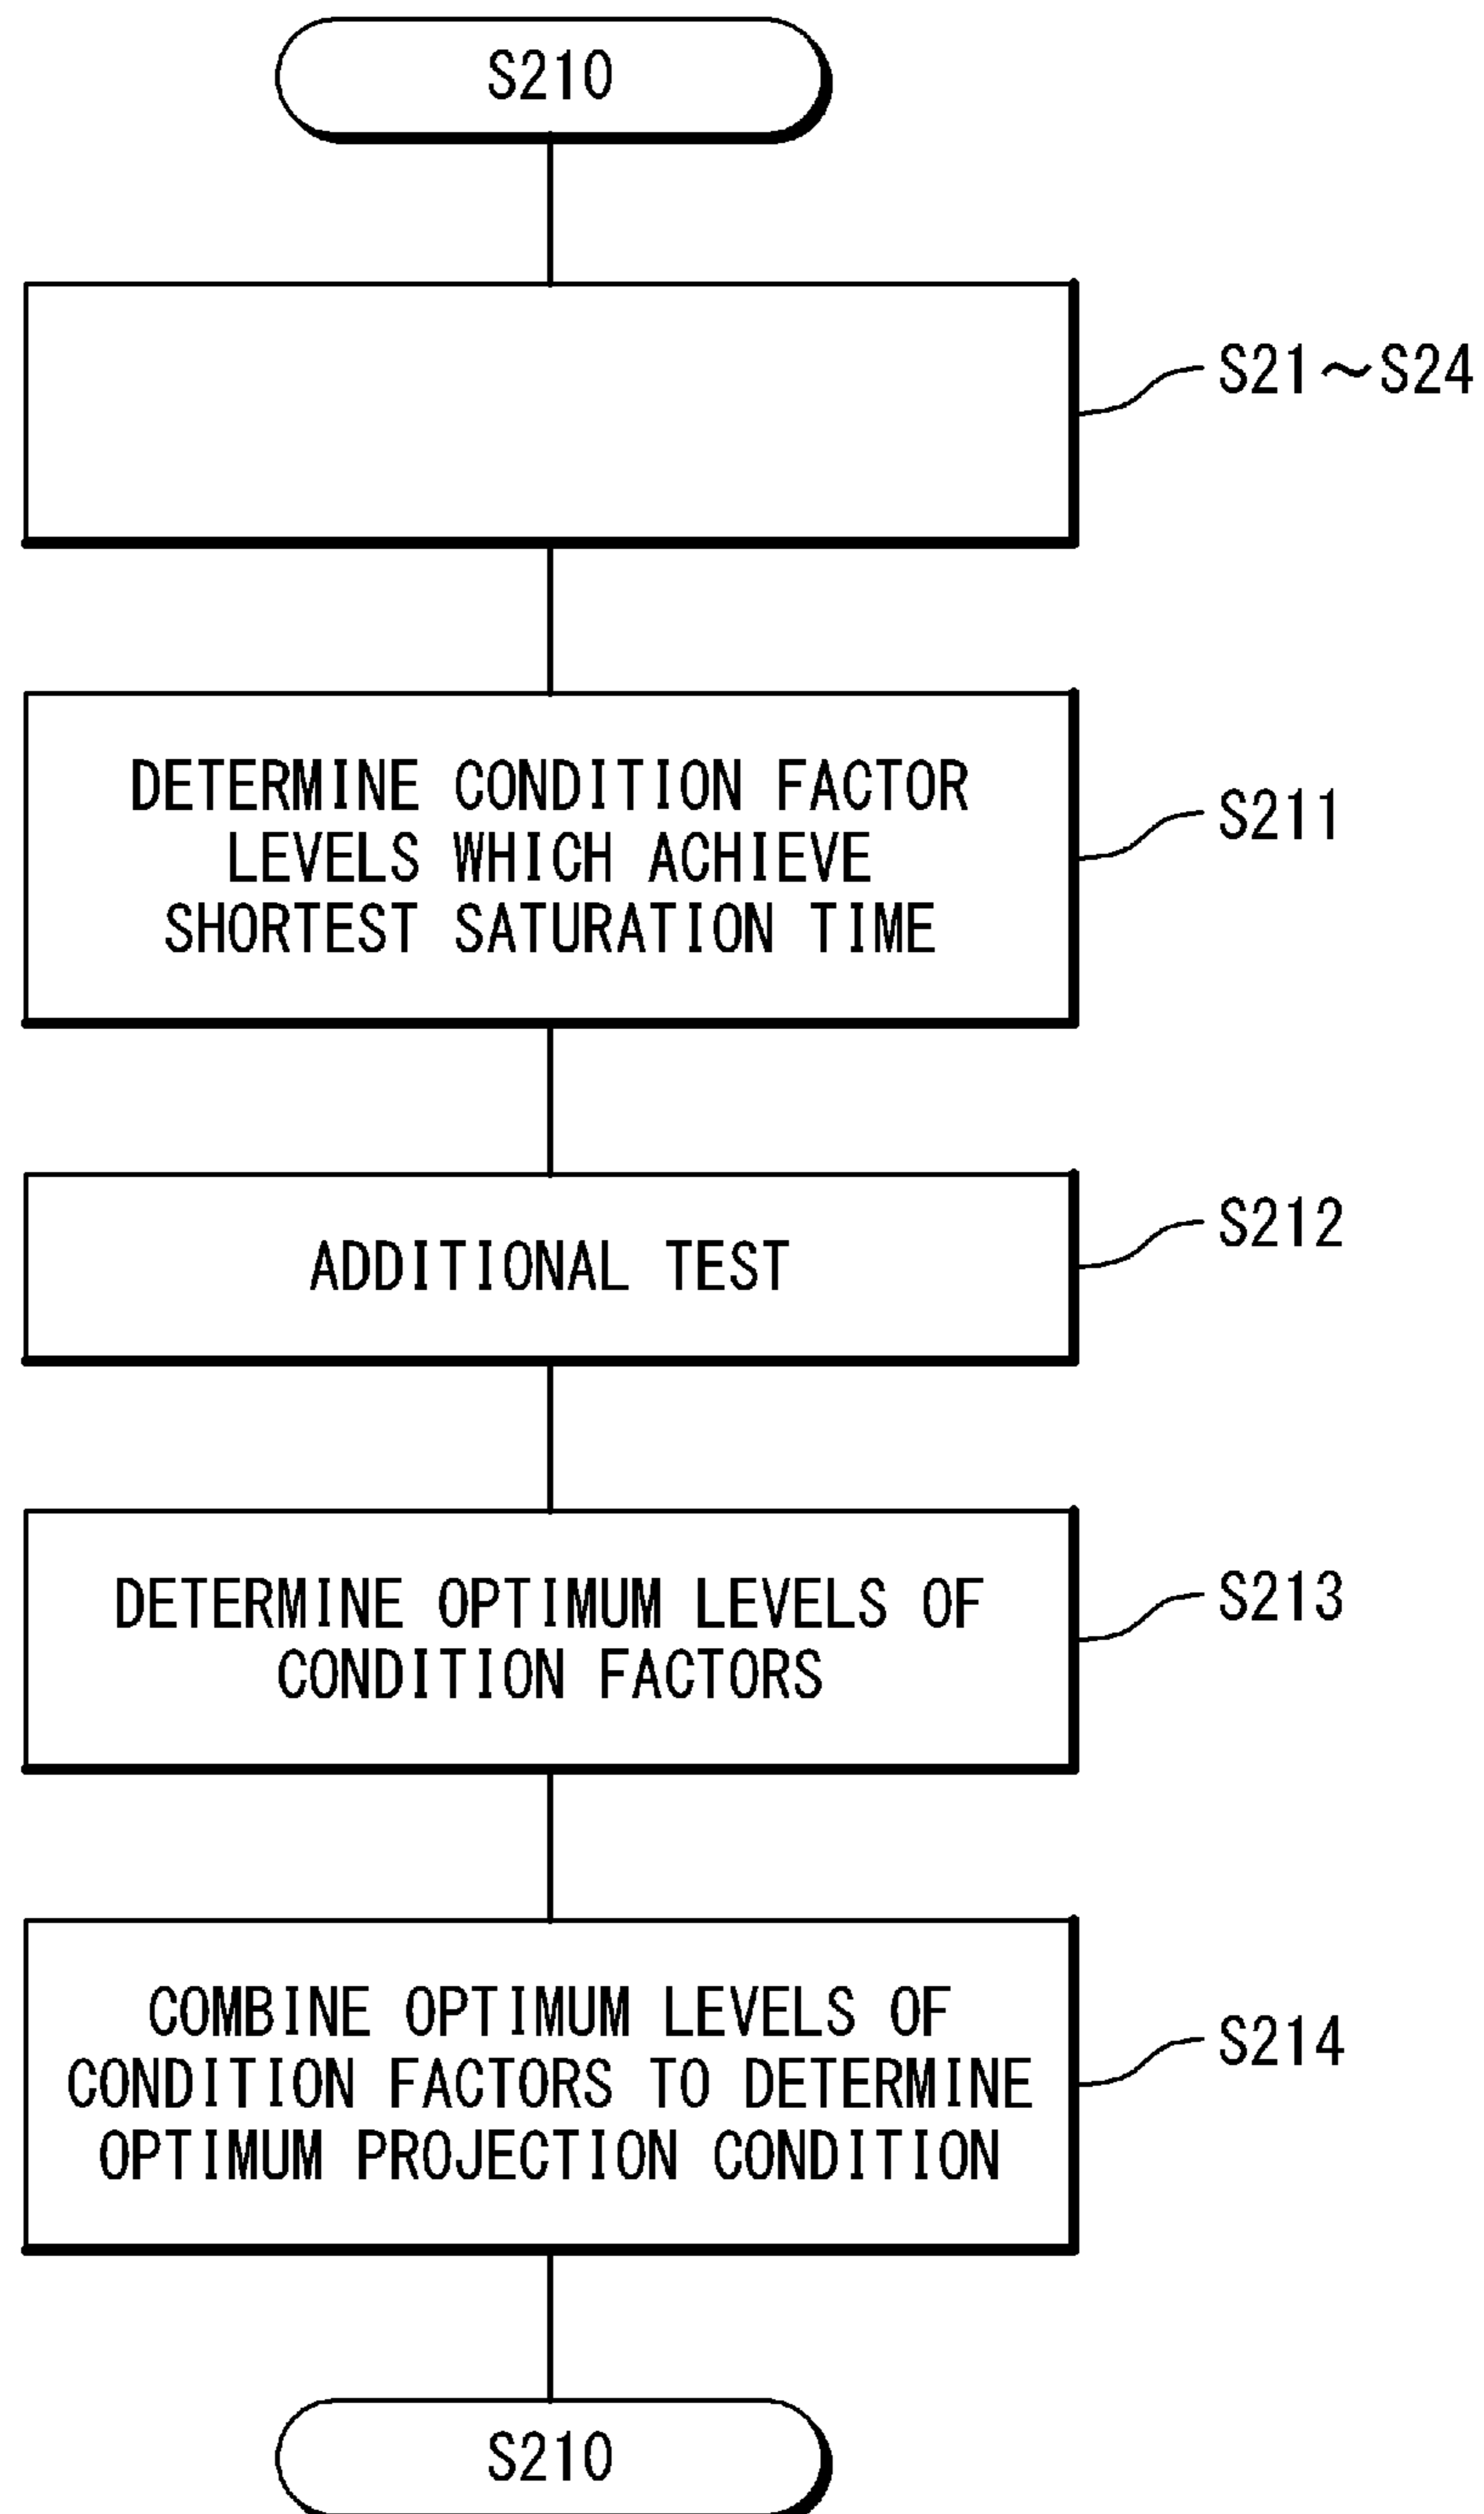 S210
S21~S24
DETERMINE CONDITION FACTOR
LEVELS WHICH ACHIEVE
SHORTEST SATURATION TIME
S211
ADDITIONAL TEST
S212
DETERMINE OPTIMUM LEVELS OF
CONDITION FACTORS
S213
COMBINE OPTIMUM LEVELS OF
CONDITION FACTORS TO DETERMINE
OPTIMUM PROJECTION CONDITION
S214
S210